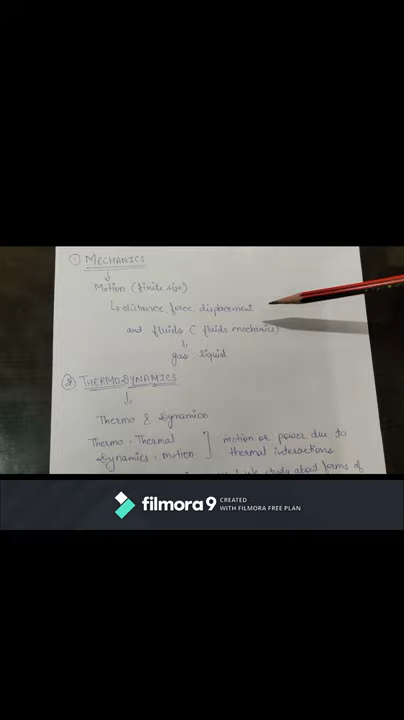 ① MECHANICS
↓
Motion (finite size)
↳ distance, force, displacement
and fluids ( fluids mechanics)
↓
gas, liquid
② THERMODYNAMICS
↓
Thermo & Dynamics
Thermo = Thermal
Dynamics = Motion
] motion or power due to
thermal interactions
study about forms of
filmora9
CREATED
WITH FILMORA FREE PLAN